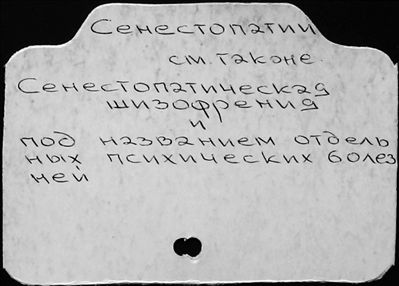 Сенестопатии
см. также
Сенестопатическая
шизофрения
и
под названием отдель
ных психических болез
ней